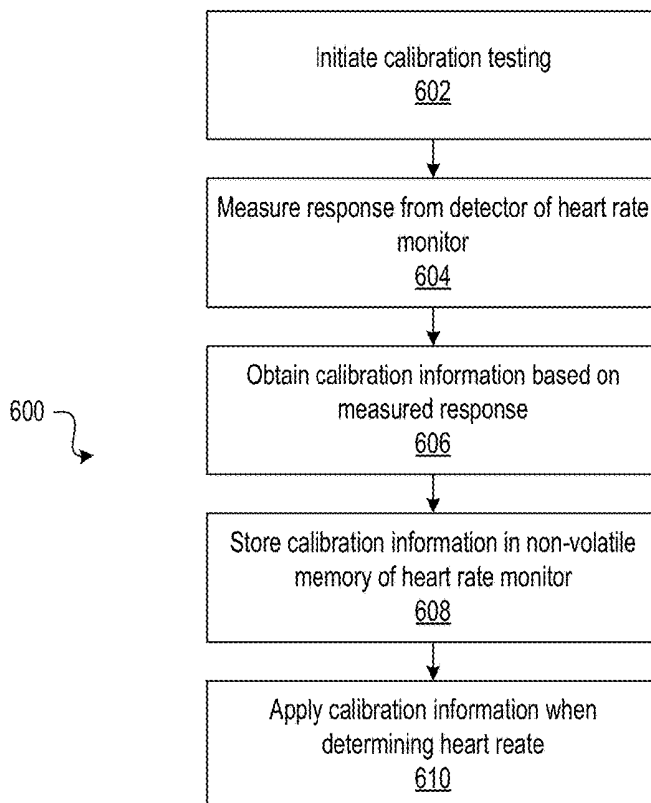 Initiate calibration testing
602
Measure response from detector of heart rate
monitor
604
Obtain calibration information based on
measured response
606
600
Store calibration information in non-volatile
memory of heart rate monitor
608
Apply calibration information when
determining heart reate
610